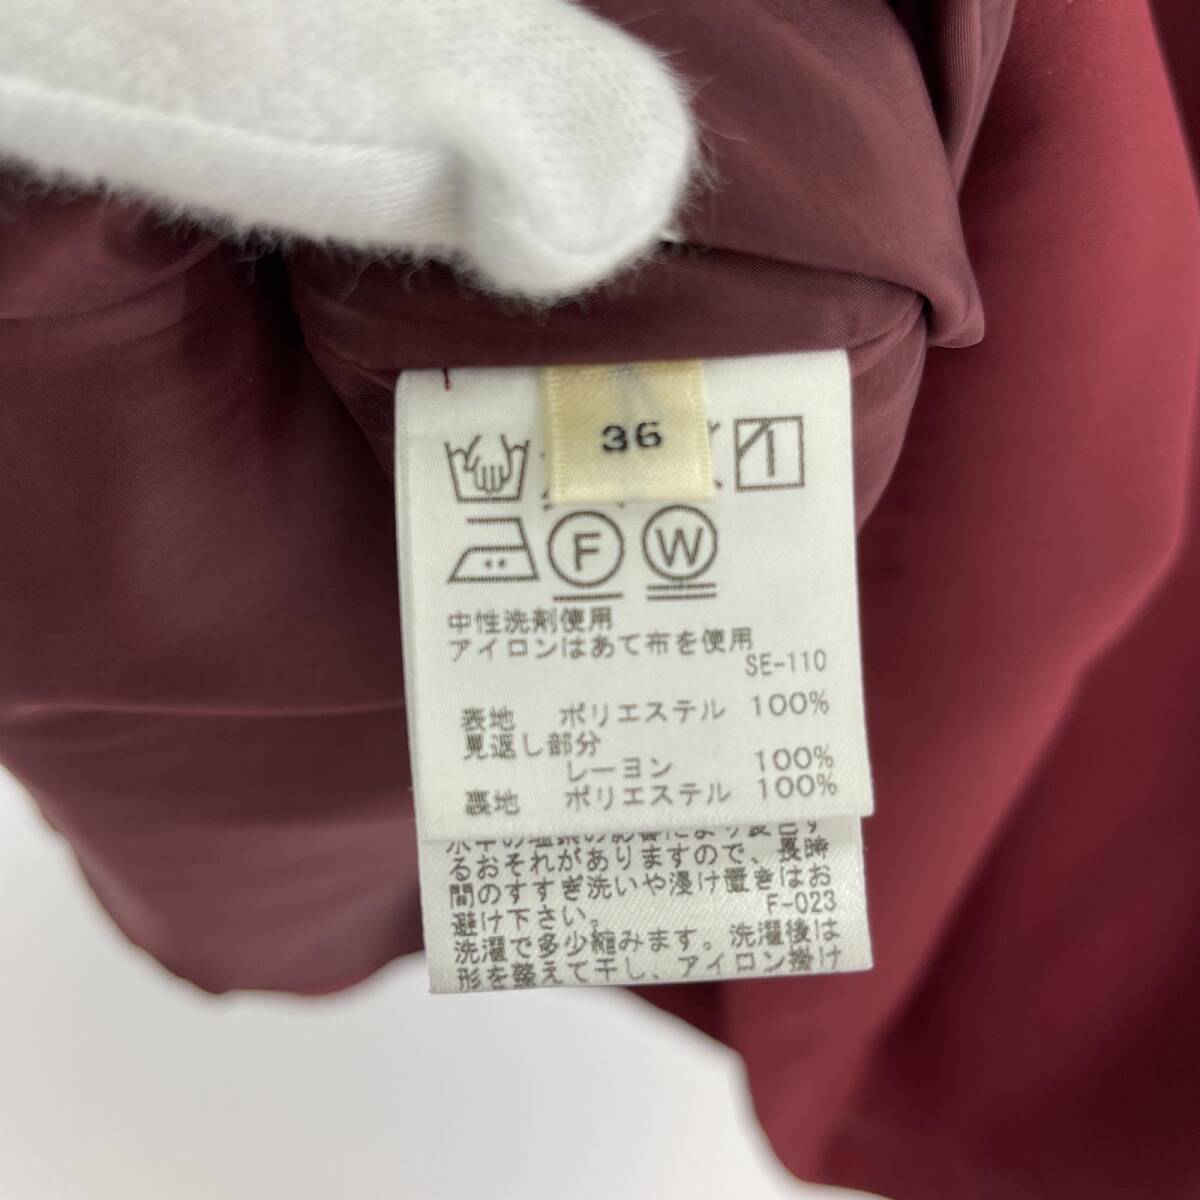 36
F W
中性洗剤使用
アイロンはあて布を使用
SE-110
表地 ポリエステル 100%
見返し部分
レーヨン 100%
裏地 ポリエステル 100%
るおそれがありますので、長時
間のすすぎ洗いや浸け置きはお
避け下さい。 F-023
洗濯で多少縮みます。洗濯後は
形を整えて干し、アイロン掛け